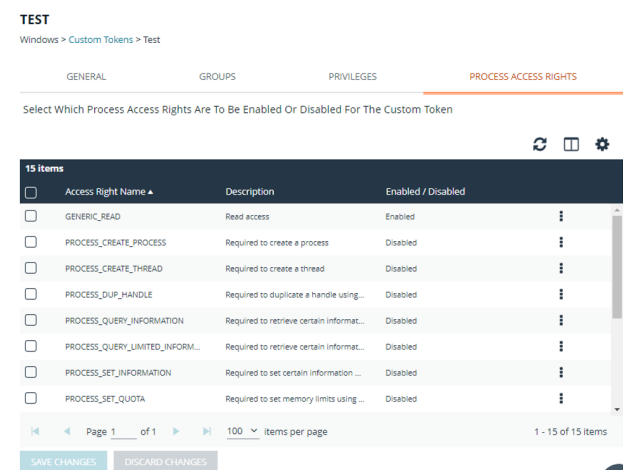 TEST
Windows > Custom Tokens > Test
GENERAL GROUPS PRIVILEGES PROCESS ACCESS RIGHTS
Select Which Process Access Rights Are To Be Enabled Or Disabled For The Custom Token
15 items
Access Right Name Description Enabled / Disabled
GENERIC_READ Read access Enabled
PROCESS_CREATE_PROCESS Required to create a process Disabled
PROCESS_CREATE_THREAD Required to create a thread Disabled
PROCESS_DUP_HANDLE Required to duplicate a handle using... Disabled
PROCESS_QUERY_INFORMATION Required to retrieve certain informat... Disabled
PROCESS_QUERY_LIMITED_INFORM... Required to retrieve certain informat... Disabled
PROCESS_SET_INFORMATION Required to set certain information ... Disabled
PROCESS_SET_QUOTA Required to set memory limits using ... Disabled
Page 1 of 1 100 items per page 1 - 15 of 15 items
SAVE CHANGES DISCARD CHANGES